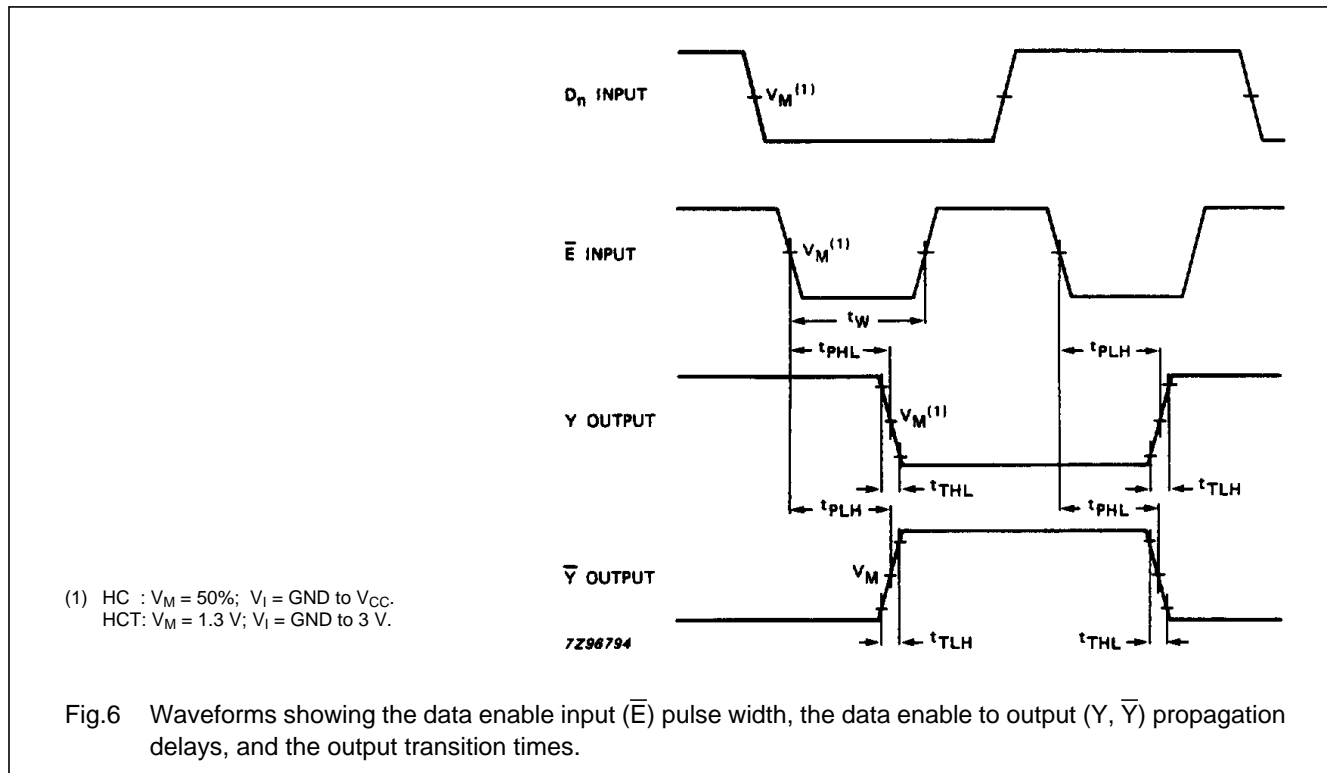 Dn INPUT
VM(1)
E̅ INPUT
VM(1)
tW
tPHL
tPLH
Y OUTPUT
VM(1)
tTHL
tTLH
tPLH
tPHL
Y̅ OUTPUT
VM
(1) HC : VM = 50%; VI = GND to VCC.
HCT: VM = 1.3 V; VI = GND to 3 V.
7Z96794
tTLH
tTHL
Fig.6 Waveforms showing the data enable input (E̅) pulse width, the data enable to output (Y, Y̅) propagation
delays, and the output transition times.